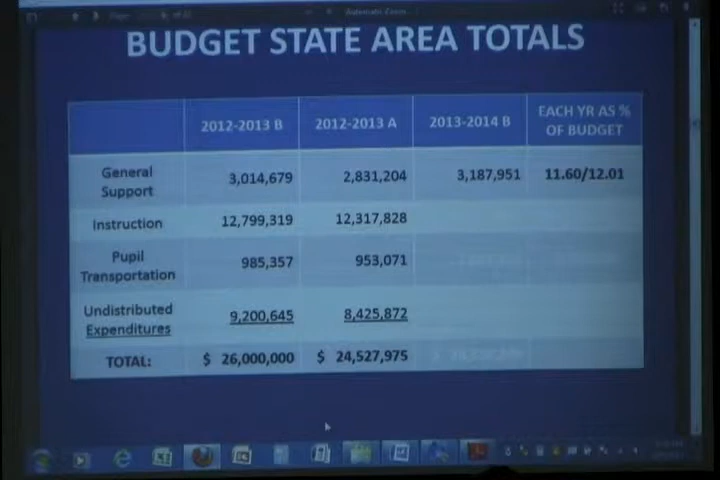 BUDGET STATE AREA TOTALS
2012-2013 B 2012-2013 A 2013-2014 B EACH YR AS % OF BUDGET
General Support 3,014,679 2,831,204 3,187,951 11.60/12.01
Instruction 12,799,319 12,317,828
Pupil Transportation 985,357 953,071
Undistributed Expenditures 9,200,645 8,425,872
TOTAL: $ 26,000,000 $ 24,527,975